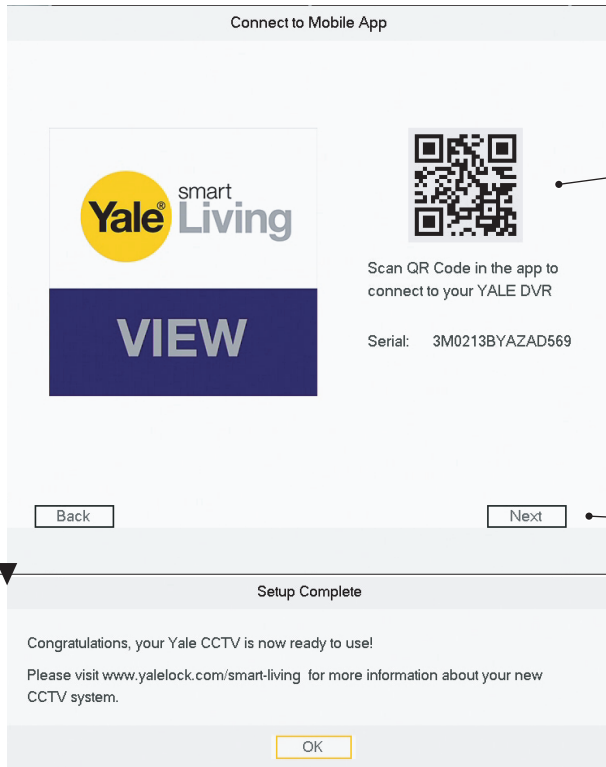 Connect to Mobile App
Yale®
smart
Living
VIEW
Scan QR Code in the app to
connect to your YALE DVR
Serial: 3M0213BYAZAD569
Back
Next
Setup Complete
Congratulations, your Yale CCTV is now ready to use!
Please visit www.yalelock.com/smart-living for more information about your new
CCTV system.
OK